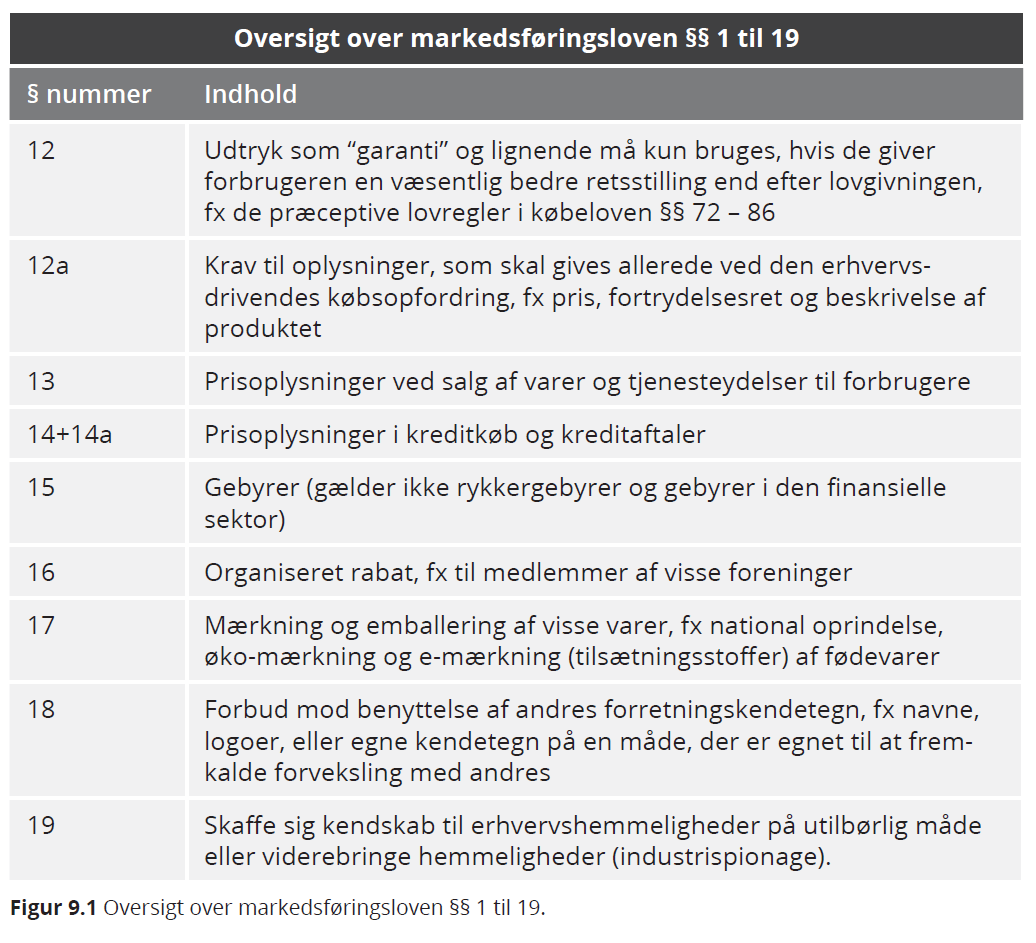 Oversigt over markedsføringsloven §§ 1 til 19
§ nummer Indhold
12 Udtryk som “garanti” og lignende må kun bruges, hvis de giver
forbrugeren en væsentlig bedre retsstilling end efter lovgivningen,
fx de præceptive lovregler i købeloven §§ 72 – 86
12a Krav til oplysninger, som skal gives allerede ved den erhvervs-
drivendes købsopfordring, fx pris, fortrydelsesret og beskrivelse af
produktet
13 Prisoplysninger ved salg af varer og tjenesteydelser til forbrugere
14+14a Prisoplysninger i kreditkøb og kreditaftaler
15 Gebyrer (gælder ikke rykkergebyrer og gebyrer i den finansielle
sektor)
16 Organiseret rabat, fx til medlemmer af visse foreninger
17 Mærkning og emballering af visse varer, fx national oprindelse,
øko-mærkning og e-mærkning (tilsætningsstoffer) af fødevarer
18 Forbud mod benyttelse af andres forretningskendetegn, fx navne,
logoer, eller egne kendetegn på en måde, der er egnet til at frem-
kalde forveksling med andres
19 Skaffe sig kendskab til erhvervshemmeligheder på utilbørlig måde
eller viderebringe hemmeligheder (industrispionage).
Figur 9.1 Oversigt over markedsføringsloven §§ 1 til 19.